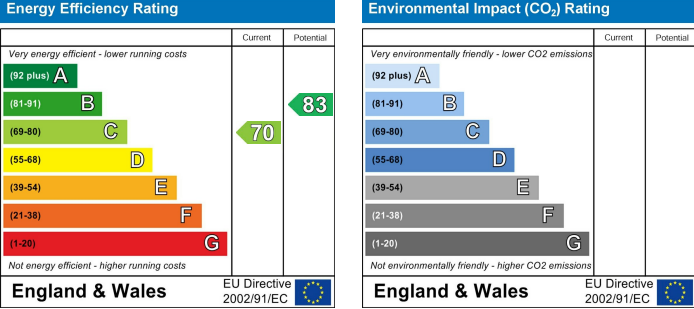 Energy Efficiency Rating
Current Potential
Very energy efficient - lower running costs
(92 plus) A
(81-91) B
83
(69-80) C
70
(55-68) D
(39-54) E
(21-38) F
(1-20) G
Not energy efficient - higher running costs
England & Wales
EU Directive
2002/91/EC
Environmental Impact (CO₂) Rating
Current Potential
Very environmentally friendly - lower CO2 emissions
(92 plus) A
(81-91) B
(69-80) C
(55-68) D
(39-54) E
(21-38) F
(1-20) G
Not environmentally friendly - higher CO2 emissions
England & Wales
EU Directive
2002/91/EC